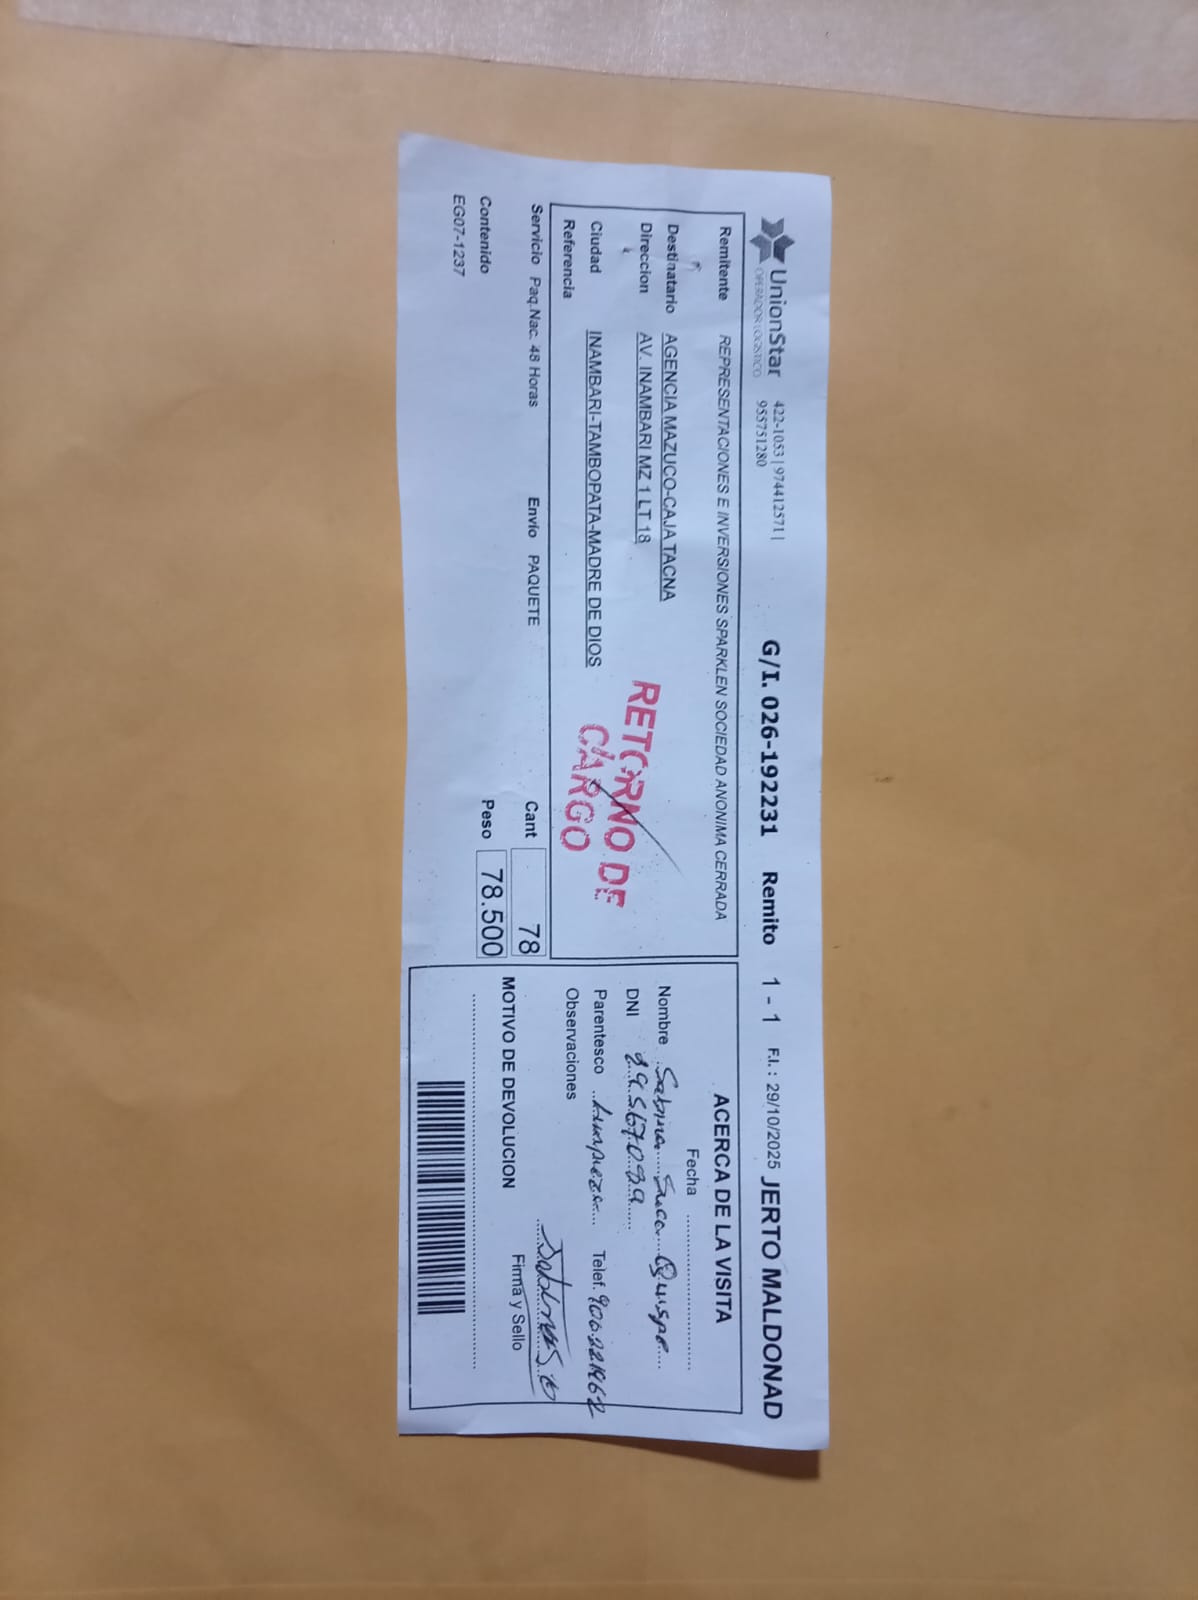 UnionStar
OPERADOR LOGISTICO
422-1053 | 974412571 |
955751280
G/I. 026-192231 Remito 1 - 1 F.I. : 29/10/2025 JERTO MALDONAD
Remitente REPRESENTACIONES E INVERSIONES SPARKLEN SOCIEDAD ANONIMA CERRADA
Destinatario AGENCIA MAZUCO-CAJA TACNA
Direccion AV. INAMBARI MZ 1 LT 18
Ciudad INAMBARI-TAMBOPATA-MADRE DE DIOS
Referencia
RETORNO DE
CARGO
Servicio Paq.Nac. 48 Horas Envío PAQUETE Cant 78
Contenido Peso 78.500
EG07-1237
ACERCA DE LA VISITA
Fecha
Nombre Sabina Suca Quispe
DNI
Parentesco Limpieza Telef.
Observaciones
Firma y Sello
MOTIVO DE DEVOLUCION